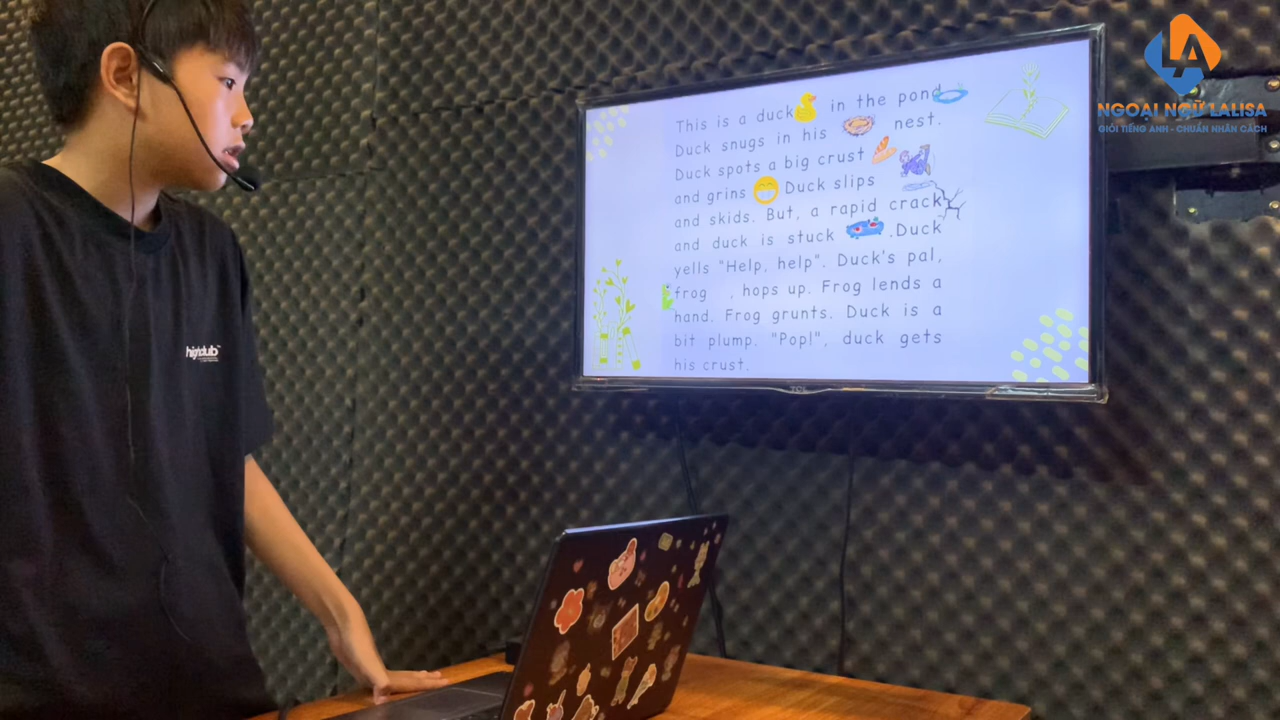 This is a duck in the pond
Duck snugs in his nest.
Duck spots a big crust
and grins Duck slips
and skids. But, a rapid crack
and duck is stuck .Duck
yells "Help, help". Duck's pal,
frog , hops up. Frog lends a
hand. Frog grunts. Duck is a
bit plump. "Pop!", duck gets
his crust.
TCL
highclub
LA
NGOẠI NGỮ LALISA
GIỎI TIẾNG ANH - CHUẨN NHÂN CÁCH